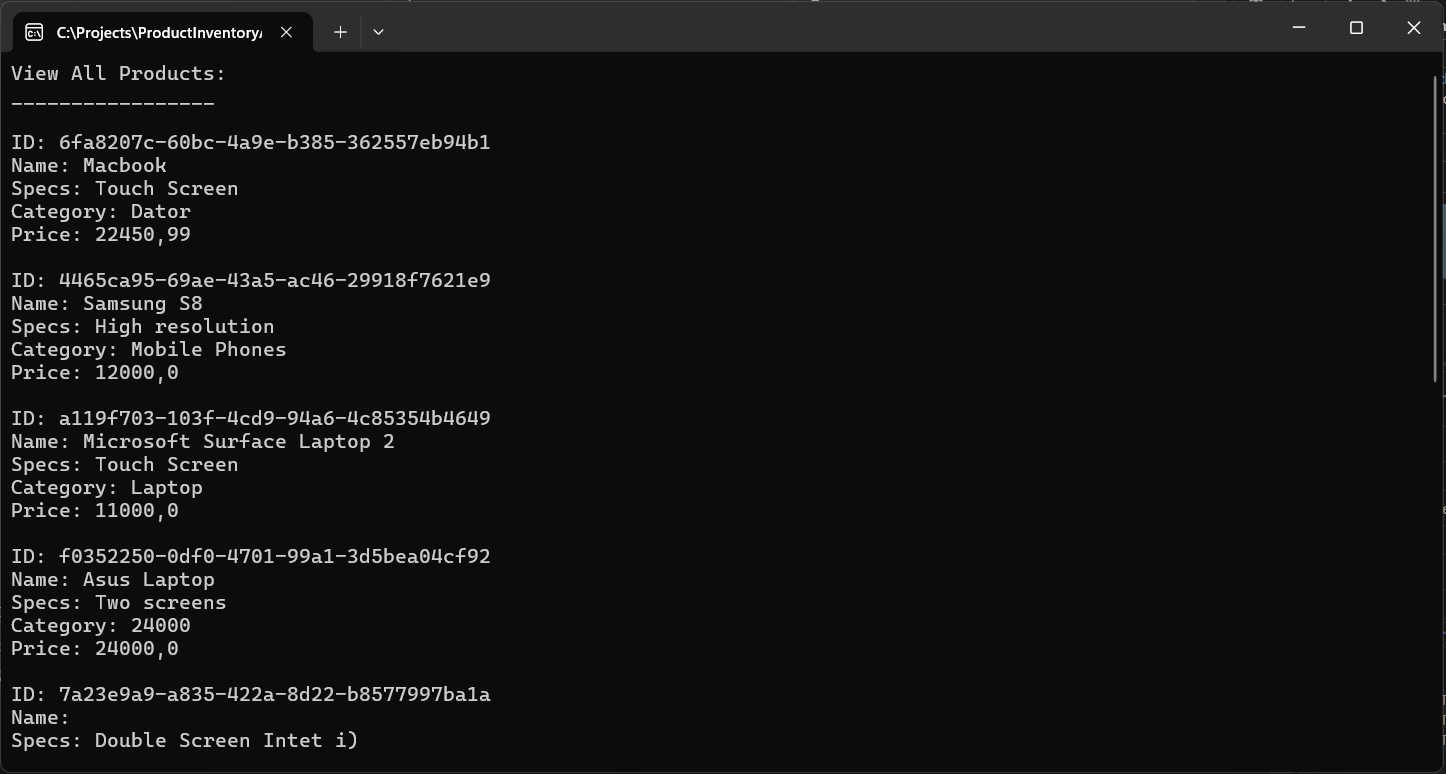 C:\Projects\ProductInventory
View All Products:
-----------------
ID: 6fa8207c-60bc-4a9e-b385-362557eb94b1
Name: Macbook
Specs: Touch Screen
Category: Dator
Price: 22450,99
ID: 4465ca95-69ae-43a5-ac46-29918f7621e9
Name: Samsung S8
Specs: High resolution
Category: Mobile Phones
Price: 12000,0
ID: a119f703-103f-4cd9-94a6-4c85354b4649
Name: Microsoft Surface Laptop 2
Specs: Touch Screen
Category: Laptop
Price: 11000,0
ID: f0352250-0df0-4701-99a1-3d5bea04cf92
Name: Asus Laptop
Specs: Two screens
Category: 24000
Price: 24000,0
ID: 7a23e9a9-a835-422a-8d22-b8577997ba1a
Name:
Specs: Double Screen Intet i)